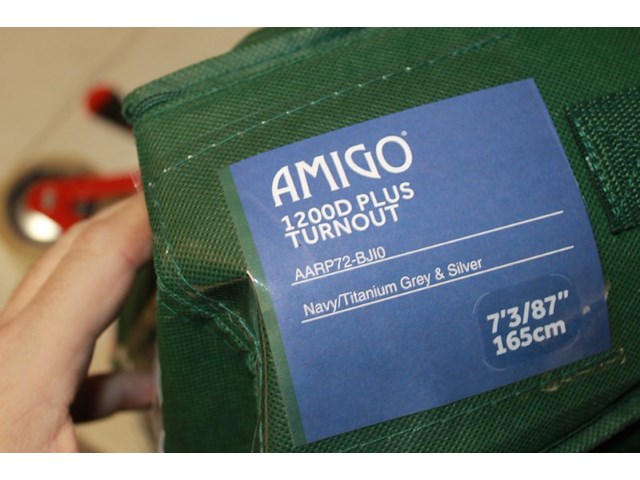 AMIGO
1200D PLUS
TURNOUT
AARP72-BJI0
Navy/Titanium Grey & Silver
7'3/87"
165cm